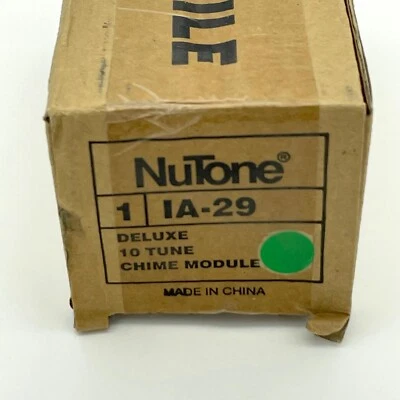 NuTone®
1 IA-29
DELUXE
10 TUNE
CHIME MODULE
MADE IN CHINA